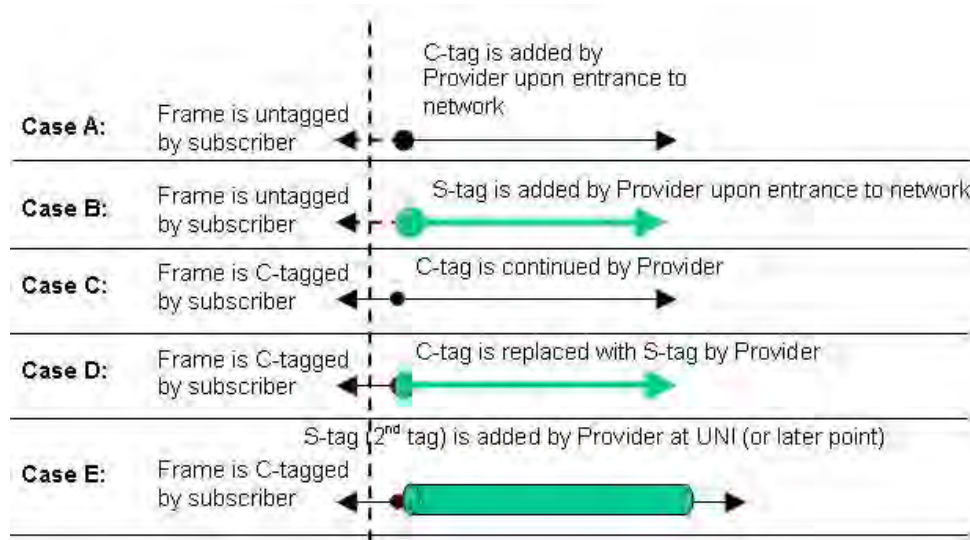 C-tag is added by
Provider upon entrance to
network
Case A:
Frame is untagged
by subscriber
S-tag is added by Provider upon entrance to network
Case B:
Frame is untagged
by subscriber
C-tag is continued by Provider
Case C:
Frame is C-tagged
by subscriber
C-tag is replaced with S-tag by Provider
Case D:
Frame is C-tagged
by subscriber
S-tag (2nd tag) is added by Provider at UNI (or later point)
Case E:
Frame is C-tagged
by subscriber